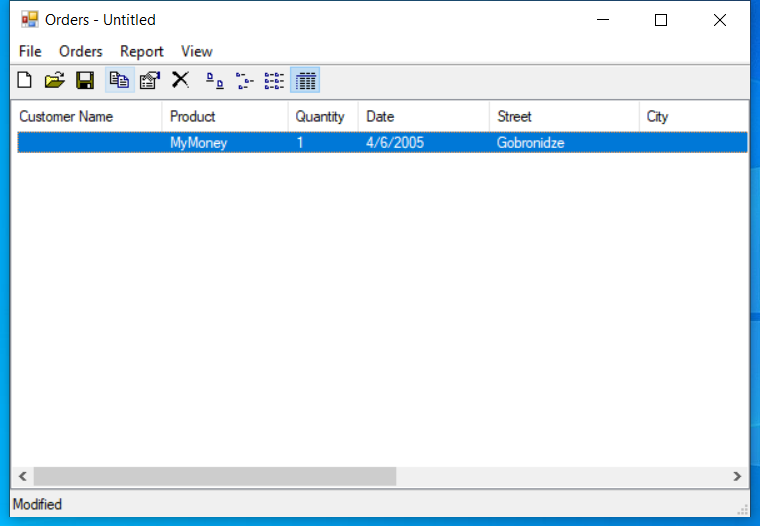 Orders - Untitled
File Orders Report View
Customer Name Product Quantity Date Street City
MyMoney 1 4/6/2005 Gobronidze
Modified